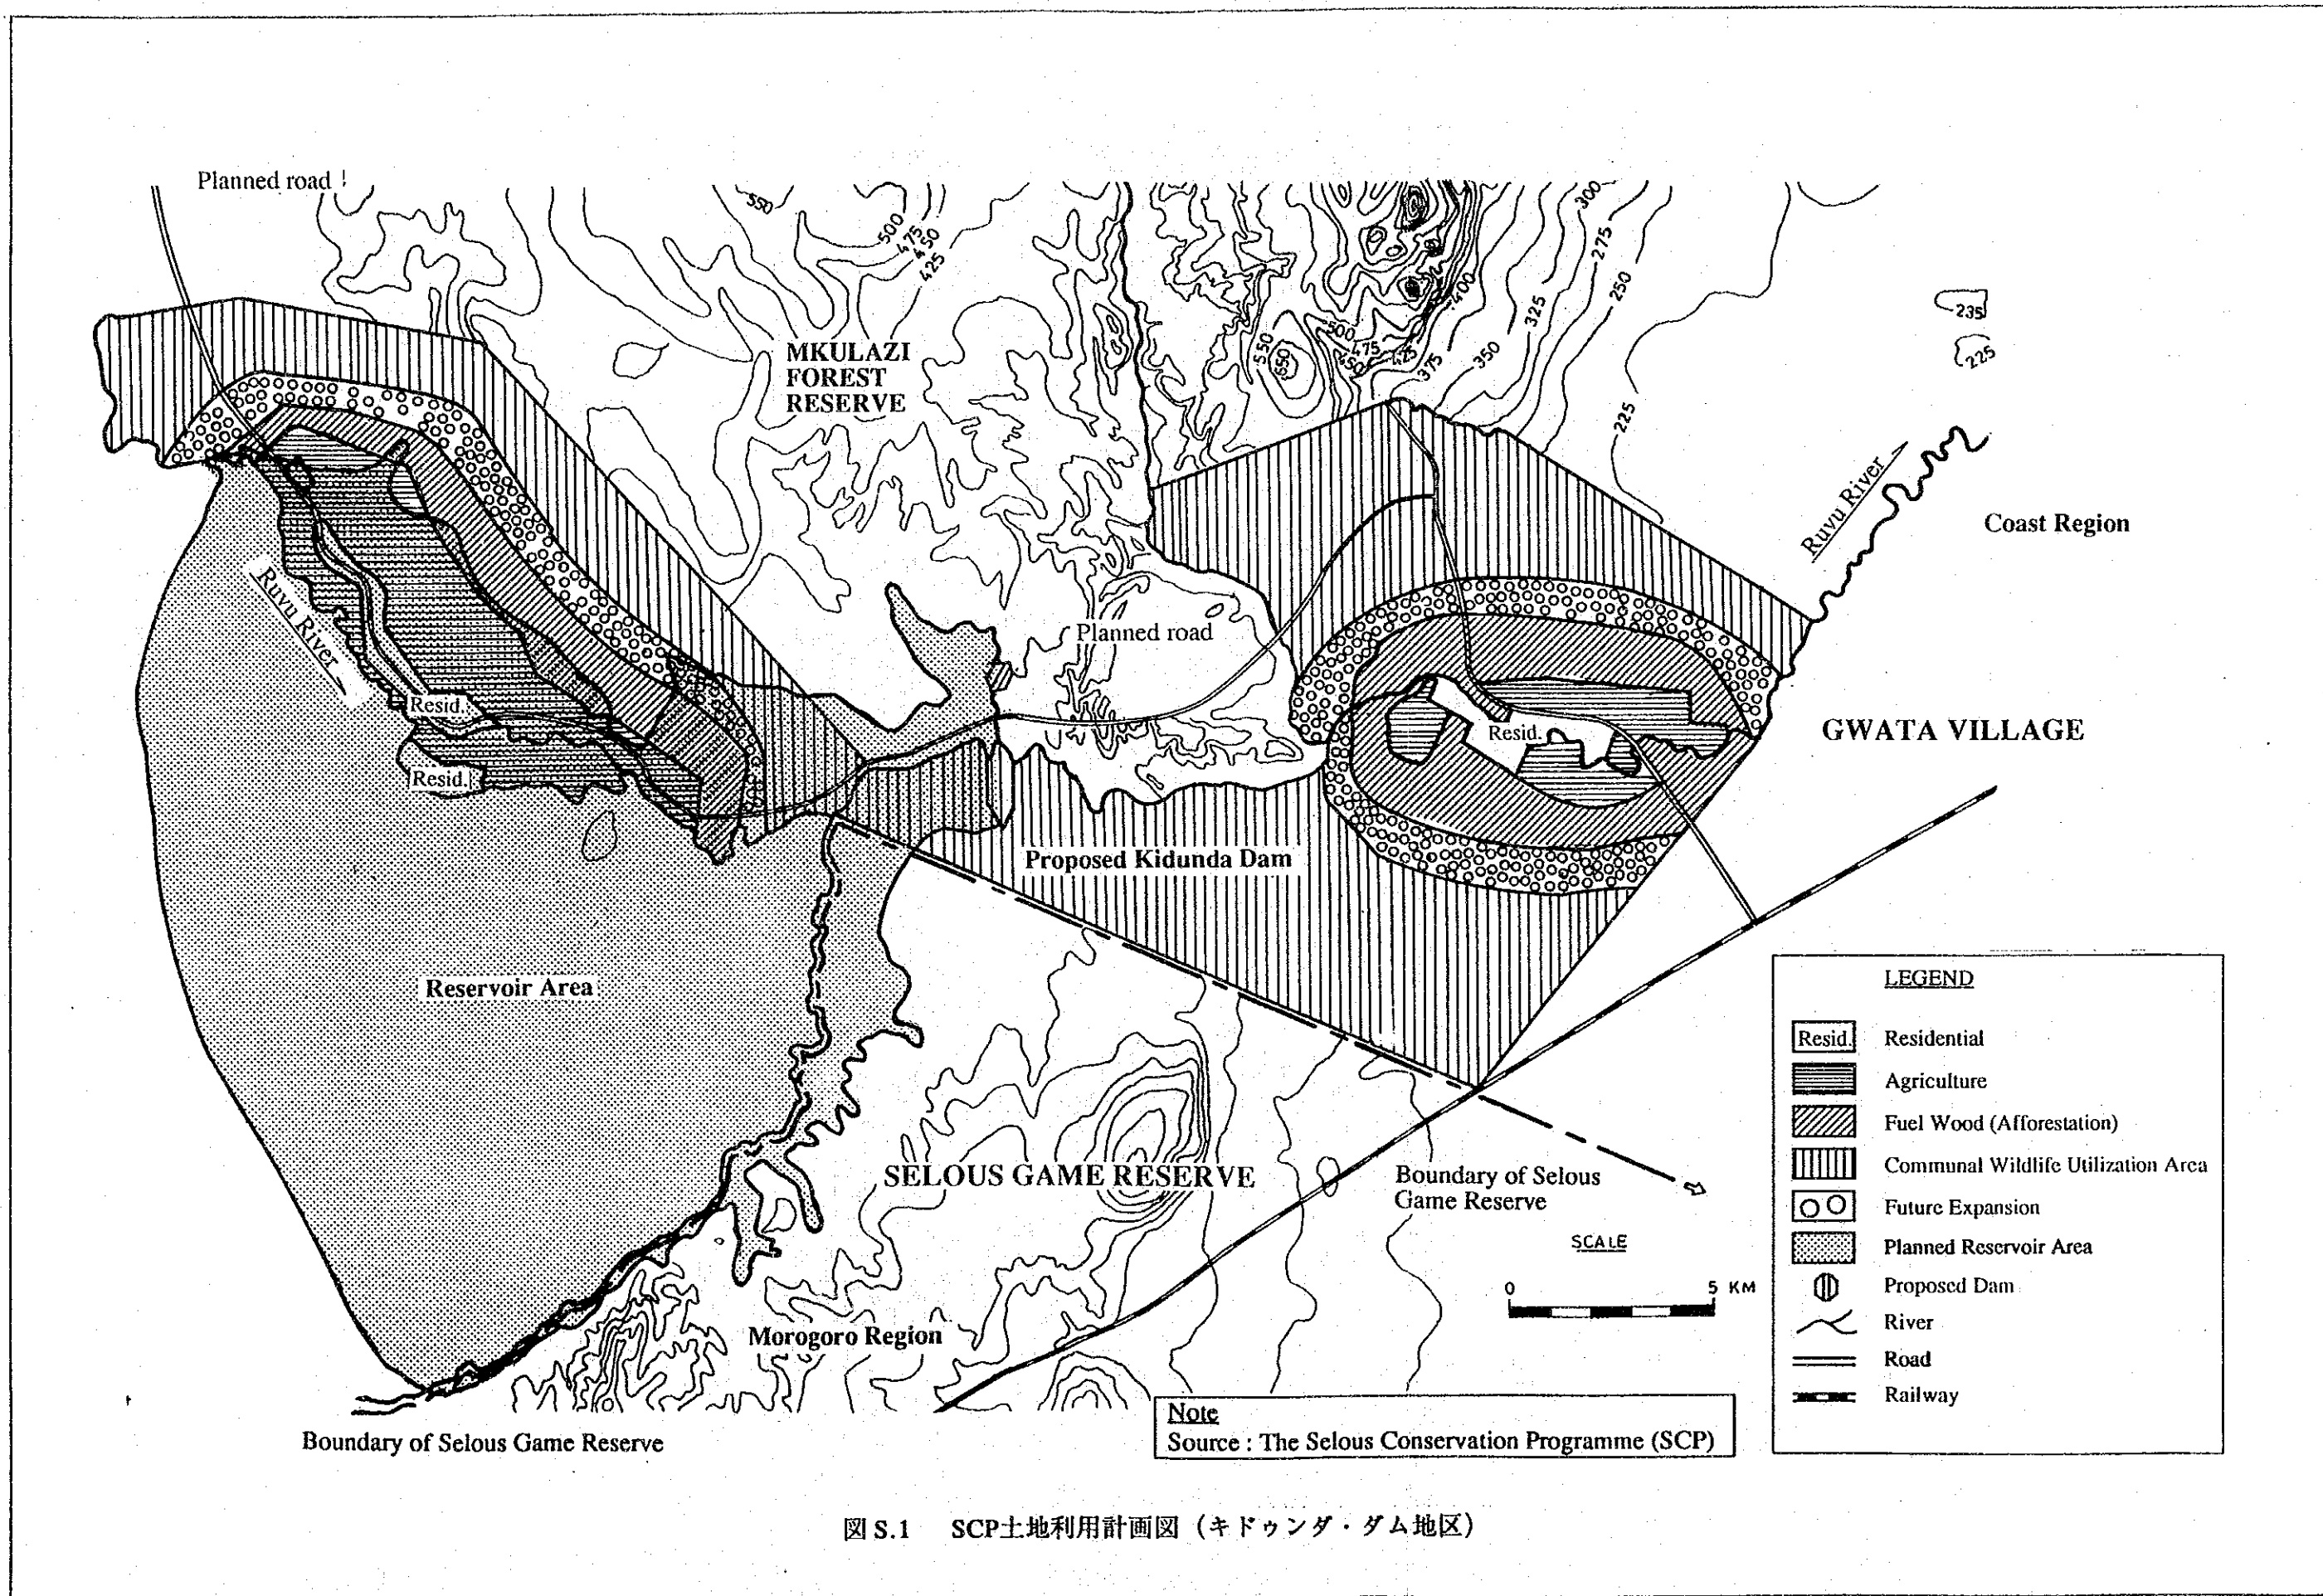 Planned road
550
500
475
450
425
300
275
250
325
350
375
400
500
475
450
425
550
550
225
235
225
MKULAZI
FOREST
RESERVE
Ruvu River
Coast Region
Ruvu River
Planned road
Resid.
Resid.
Resid.
GWATA VILLAGE
Proposed Kidunda Dam
Reservoir Area
SELOUS GAME RESERVE
Boundary of Selous
Game Reserve
SCALE
0 5 KM
Morogoro Region
Boundary of Selous Game Reserve
Note
Source : The Selous Conservation Programme (SCP)
LEGEND
Resid. Residential
Agriculture
Fuel Wood (Afforestation)
Communal Wildlife Utilization Area
Future Expansion
Planned Reservoir Area
Proposed Dam
River
Road
Railway
図 S.1 SCP土地利用計画図（キドゥンダ・ダム地区）